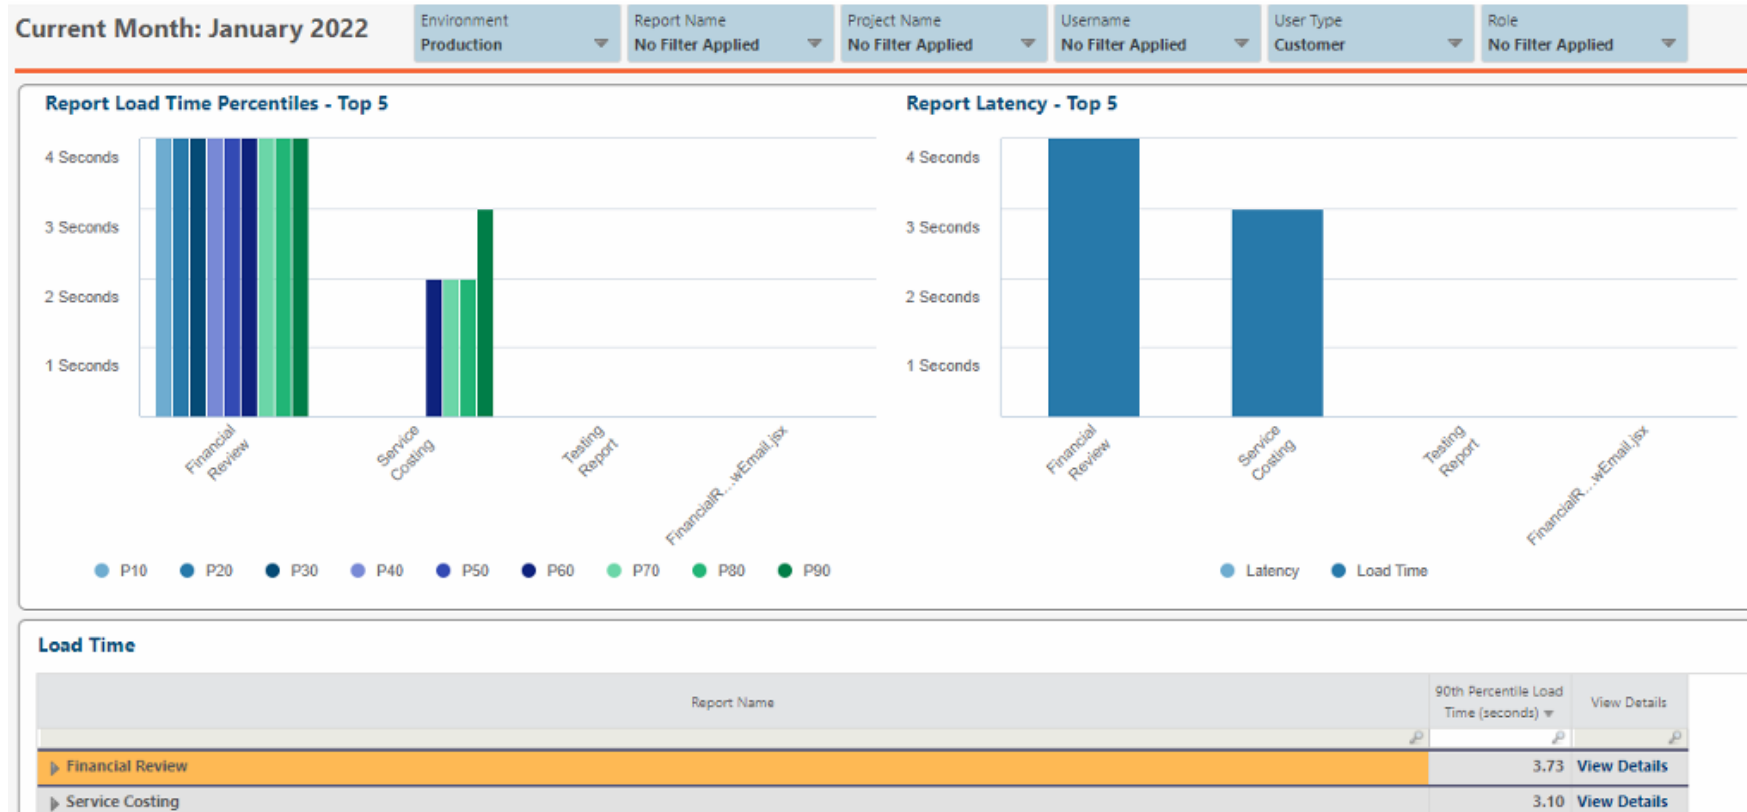 Current Month: January 2022
Environment
Production
Report Name
No Filter Applied
Project Name
No Filter Applied
Username
No Filter Applied
User Type
Customer
Role
No Filter Applied
Report Load Time Percentiles - Top 5
4 Seconds
3 Seconds
2 Seconds
1 Seconds
Financial
Review
Service
Costing
Testing
Report
FinancialR...wEmail.jsx
P10 P20 P30 P40 P50 P60 P70 P80 P90
Report Latency - Top 5
4 Seconds
3 Seconds
2 Seconds
1 Seconds
Financial
Review
Service
Costing
Testing
Report
FinancialR...wEmail.jsx
Latency Load Time
Load Time
Report Name
90th Percentile Load
Time (seconds)
View Details
Financial Review 3.73 View Details
Service Costing 3.10 View Details